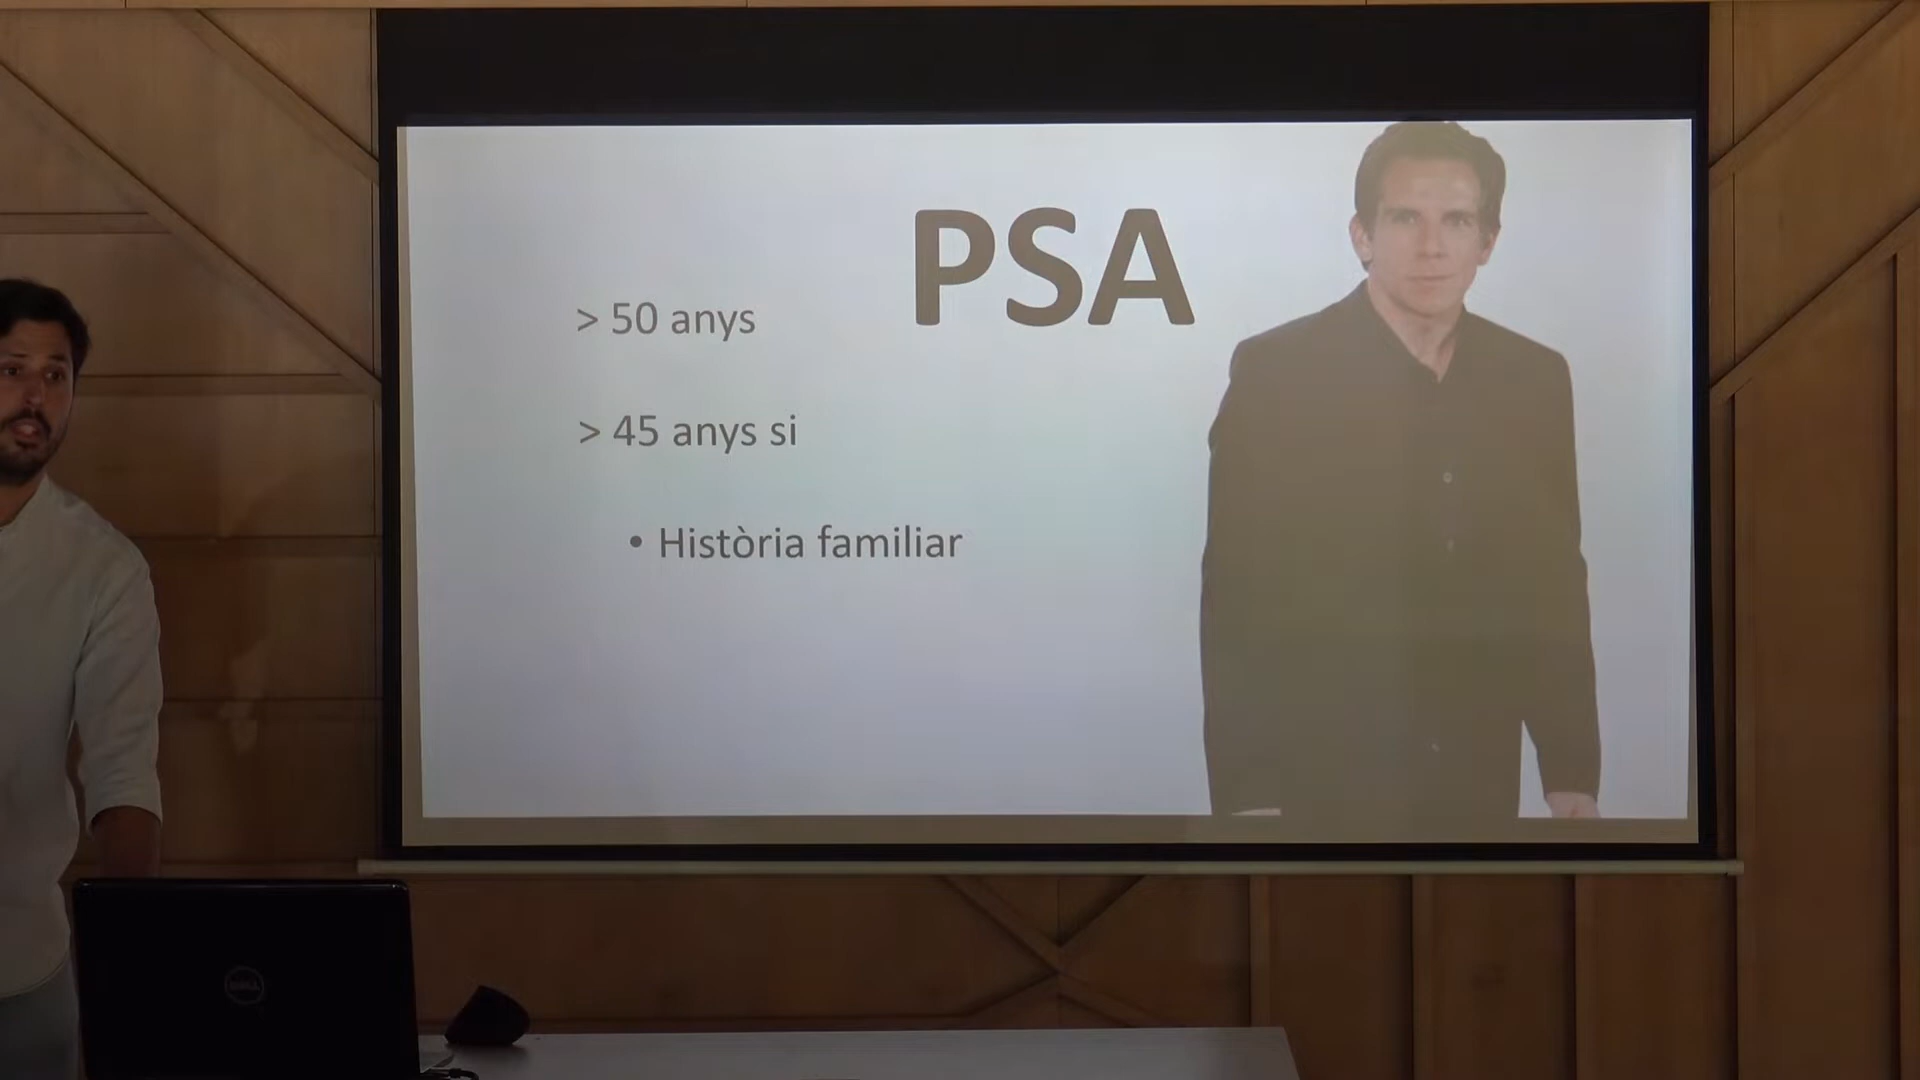 PSA
> 50 anys
> 45 anys si
• Història familiar
DELL